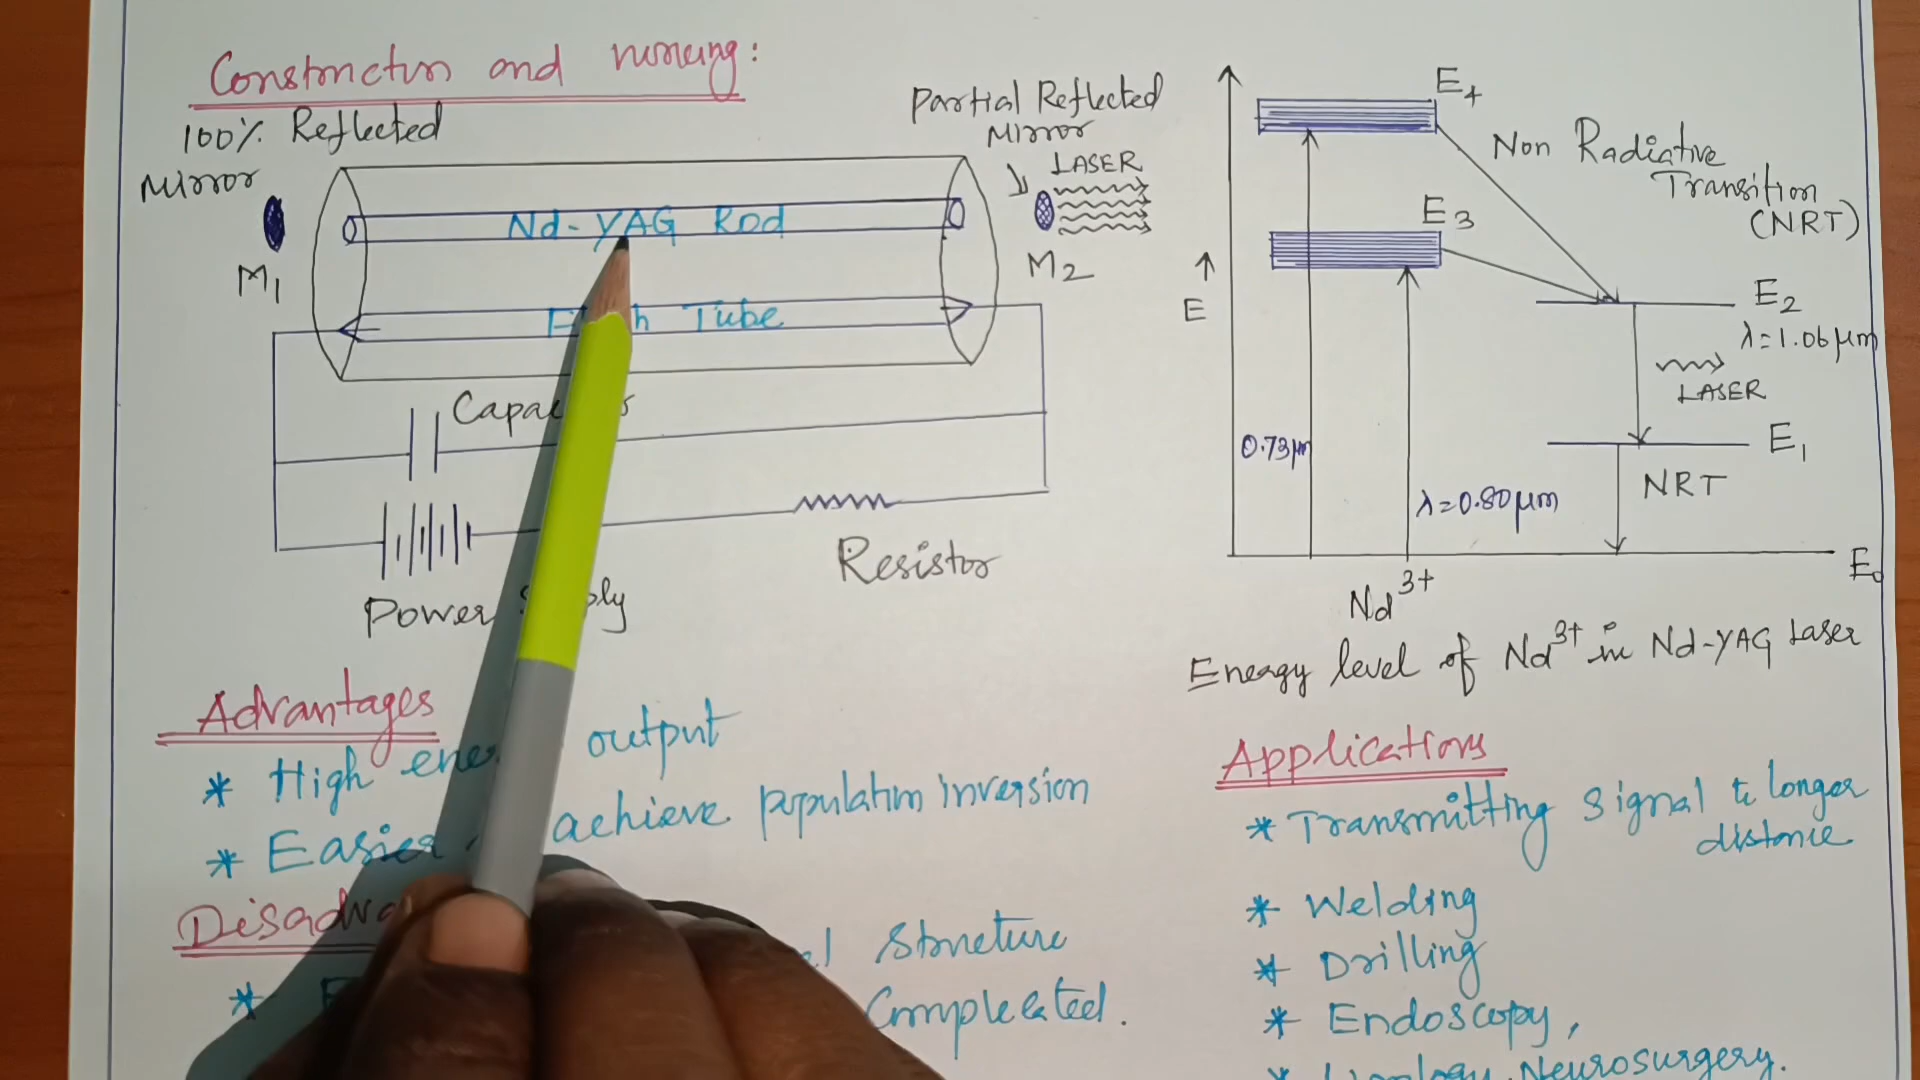 Construction and working:
100% Reflected
Mirror
M1
Nd-YAG Rod
Tube
Partial Reflected
Mirror
LASER
M2
Resistor
Power
E
E4
Non Radiative
Transition
(NRT)
E3
E2
λ=1.06μm
LASER
E1
NRT
0.73μm
λ=0.80μm
E0
Nd3+
Energy level of Nd3+ in Nd-YAG Laser
Advantages
* High output
* Easier achieve population inversion
*
Structure
Compleated.
Applications
* Transmitting Signal to longer
distance
* Welding
* Drilling
* Endoscopy,
* Neurosurgery.